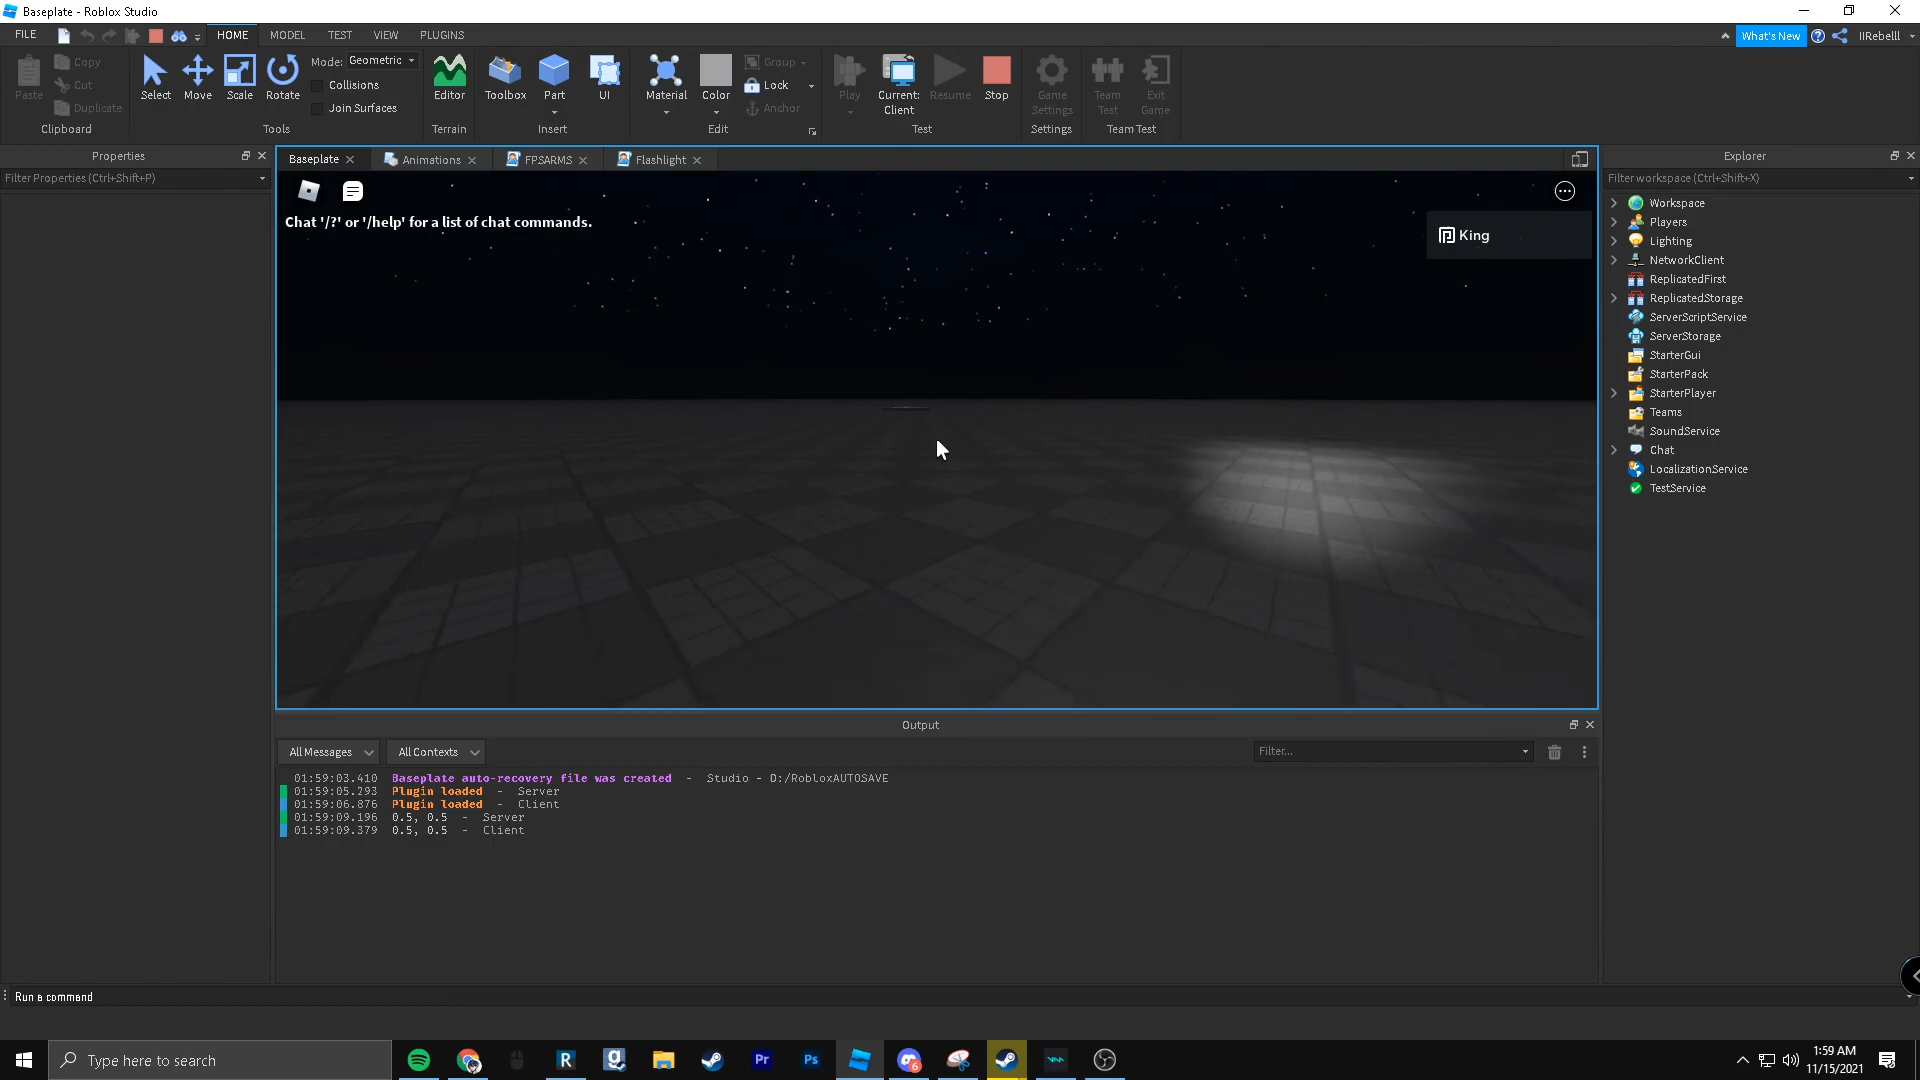 Baseplate - Roblox Studio
FILE HOME MODEL TEST VIEW PLUGINS What's New IIRebelll
Paste Copy Cut Duplicate Clipboard
Select Move Scale Rotate Mode: Geometric Collisions Join Surfaces Tools
Editor Terrain
Toolbox Part UI Insert
Material Color Group Lock Anchor Edit
Play Current: Client Resume Stop Test
Game Settings Settings
Team Test Exit Game Team Test
Properties
Filter Properties (Ctrl+Shift+P)
Baseplate Animations FPSARMS Flashlight
Chat '/?' or '/help' for a list of chat commands.
King
Explorer
Filter workspace (Ctrl+Shift+X)
Workspace
Players
Lighting
NetworkClient
ReplicatedFirst
ReplicatedStorage
ServerScriptService
ServerStorage
StarterGui
StarterPack
StarterPlayer
Teams
SoundService
Chat
LocalizationService
TestService
Output
All Messages All Contexts Filter...
01:59:03.410 Baseplate auto-recovery file was created - Studio - D:/RobloxAUTOSAVE
01:59:05.293 Plugin loaded - Server
01:59:06.876 Plugin loaded - Client
01:59:09.196 0.5, 0.5 - Server
01:59:09.379 0.5, 0.5 - Client
Run a command
Type here to search
R
g
Pr
Ps
6
1:59 AM
11/15/2021